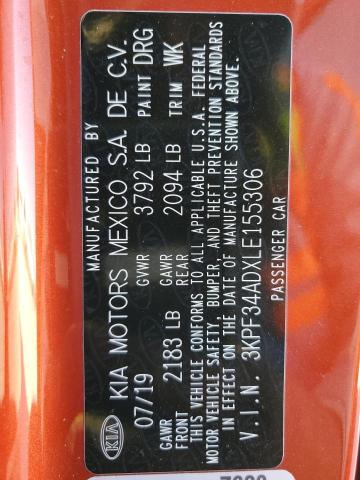 MANUFACTURED BY
KIA KIA MOTORS MEXICO S.A. DE C.V.
07/19 GVWR 3792 LB PAINT DRG
GAWR FRONT 2183 LB GAWR REAR 2094 LB TRIM WK
THIS VEHICLE CONFORMS TO ALL APPLICABLE U.S.A. FEDERAL
MOTOR VEHICLE SAFETY, BUMPER, AND THEFT PREVENTION STANDARDS
IN EFFECT ON THE DATE OF MANUFACTURE SHOWN ABOVE.
V.I.N. 3KPF34ADXLE155306
PASSENGER CAR